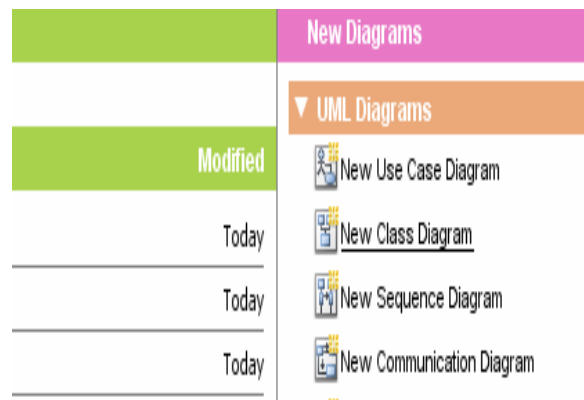 New Diagrams
UML Diagrams
Modified
New Use Case Diagram
Today
New Class Diagram
Today
New Sequence Diagram
Today
New Communication Diagram